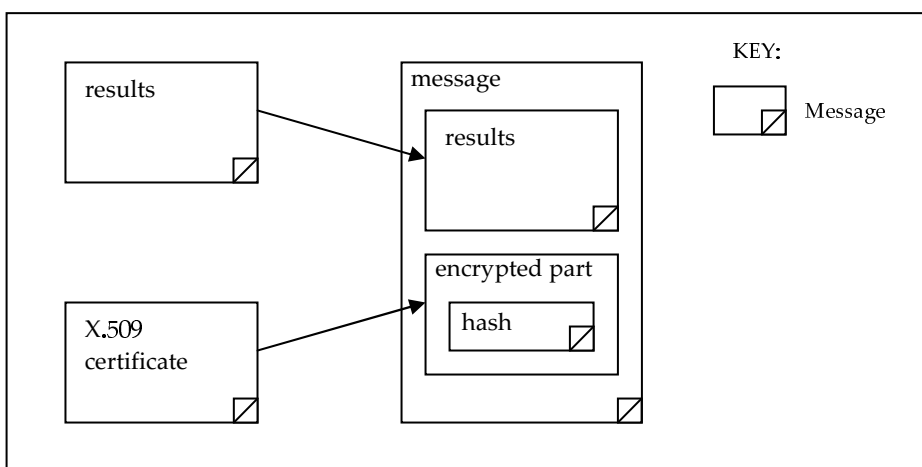 results
X.509
certificate
message
results
encrypted part
hash
KEY:
Message